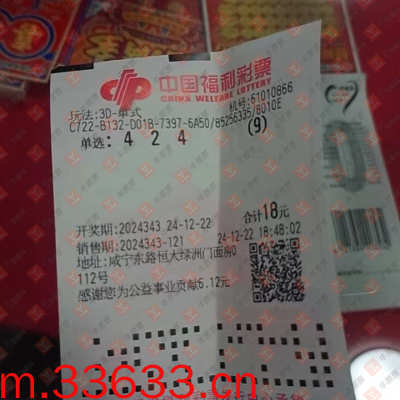 中国福利彩票
CHINA WELFARE LOTTERY
玩法:3D-单式
机号:61010866
C722-B132-D01B-7397-6A50/85256335/8010E
单选: 4 2 4 (9)
开奖期:2024343 24-12-22 合计18元
销售期:2024343-121 24-12-22 18:48:02
地址:咸宁东路恒大绿洲门面房0
112号
感谢您为公益事业贡献6.12元
m.33633.cn